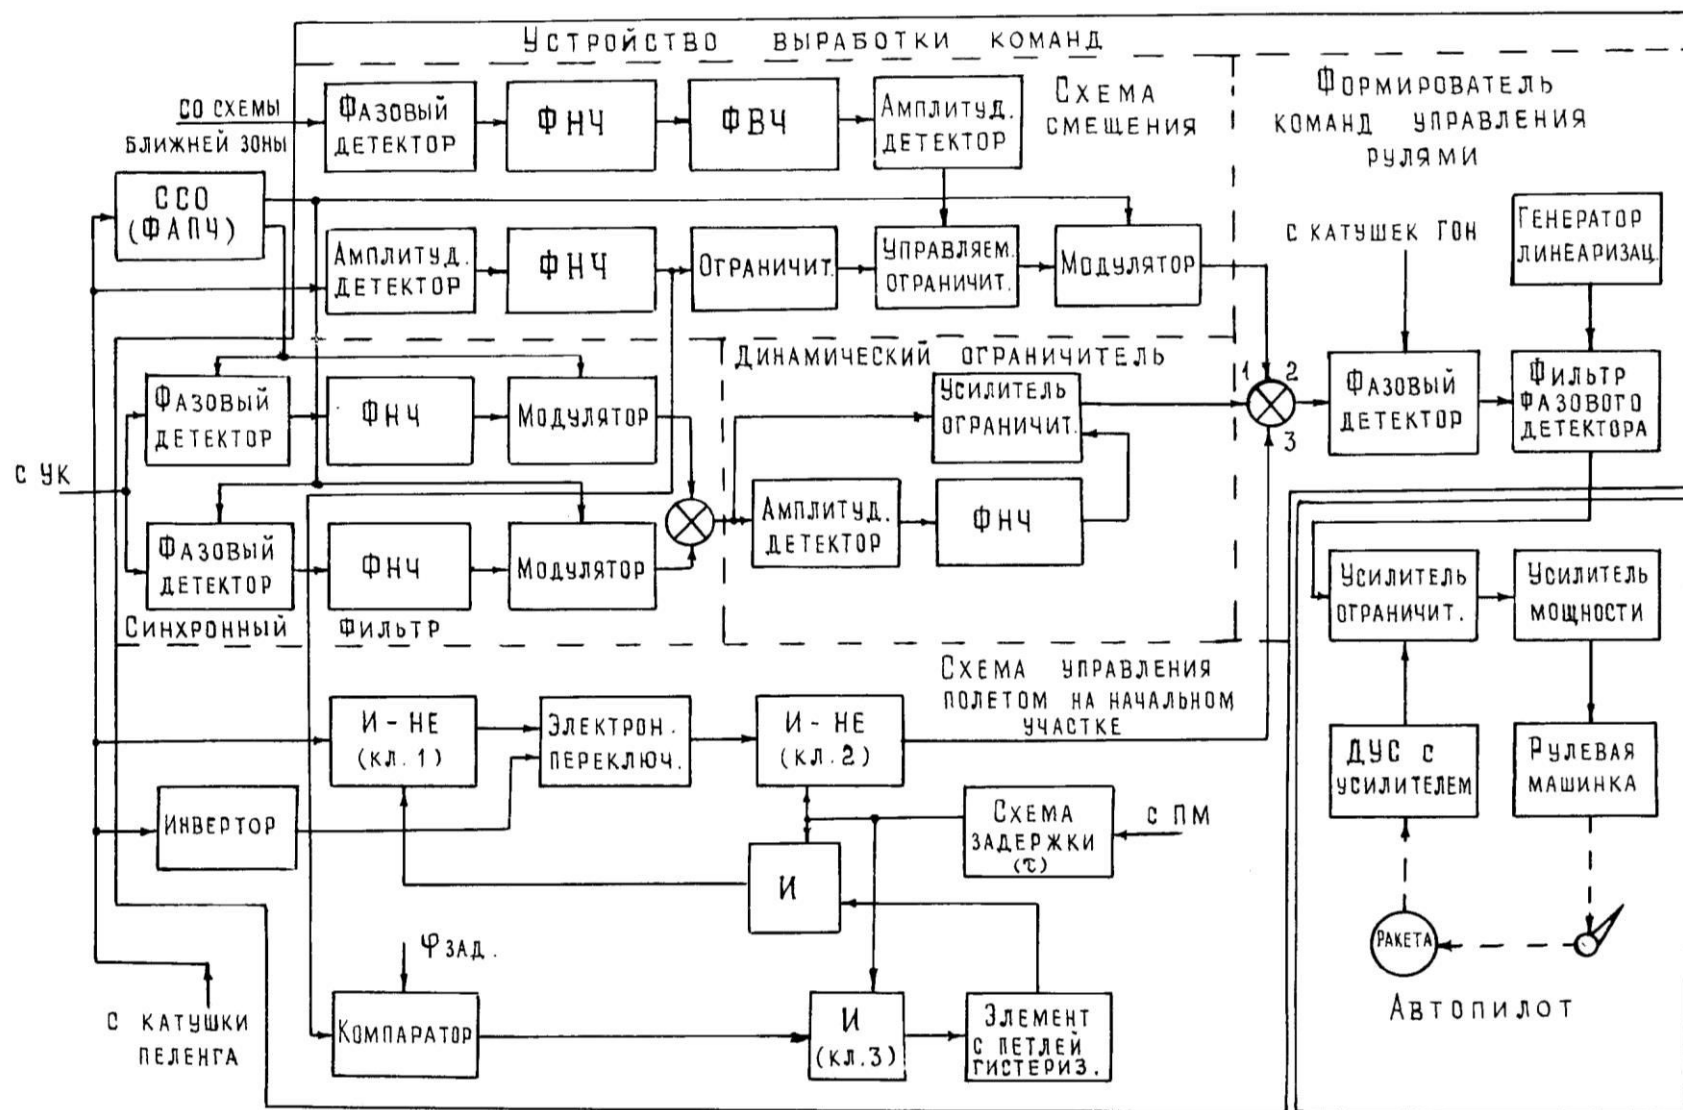 Устройство выработки команд
со схемы
ближней зоны
Фазовый
детектор
ФНЧ
ФВЧ
Амплитуд.
детектор
Схема
смещения
Формирователь
команд управления
рулями
ССО
(ФАПЧ)
Амплитуд.
детектор
ФНЧ
Ограничит.
Управляем.
ограничит.
Модулятор
с катушек ГОН
Генератор
линеаризац.
Динамический ограничитель
Фазовый
детектор
ФНЧ
Модулятор
Усилитель
ограничит.
1
2
3
Фазовый
детектор
Фильтр
фазового
детектора
с УК
Фазовый
детектор
ФНЧ
Модулятор
Амплитуд.
детектор
ФНЧ
Синхронный фильтр
Усилитель
ограничит.
Усилитель
мощности
Схема управления
полетом на начальном
участке
И-НЕ
(кл.1)
Электрон.
переключ.
И-НЕ
(кл.2)
ДУС с
усилителем
Рулевая
машинка
Инвертор
Схема
задержки
(τ)
с ПМ
И
Ракета
φ зад.
Автопилот
с катушки
пеленга
Компаратор
И
(кл.3)
Элемент
с петлей
гистериз.